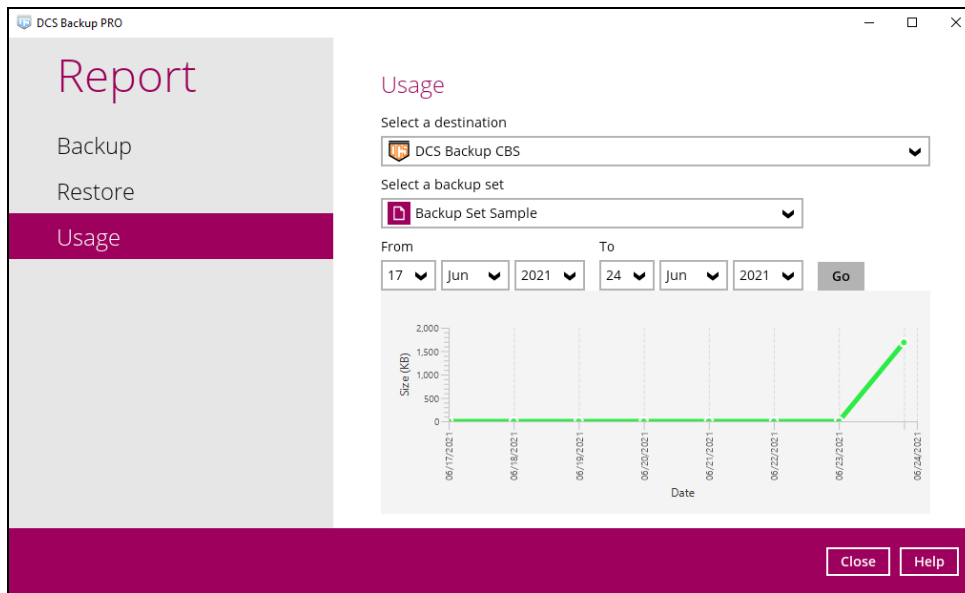 DCS Backup PRO
Report
Backup
Restore
Usage
Usage
Select a destination
DCS Backup CBS
Select a backup set
Backup Set Sample
From To
17 Jun 2021 24 Jun 2021 Go
2,000
1,500
1,000
500
0
Size (KB)
06/17/2021
06/18/2021
06/19/2021
06/20/2021
06/21/2021
06/22/2021
06/23/2021
06/24/2021
Date
Close Help